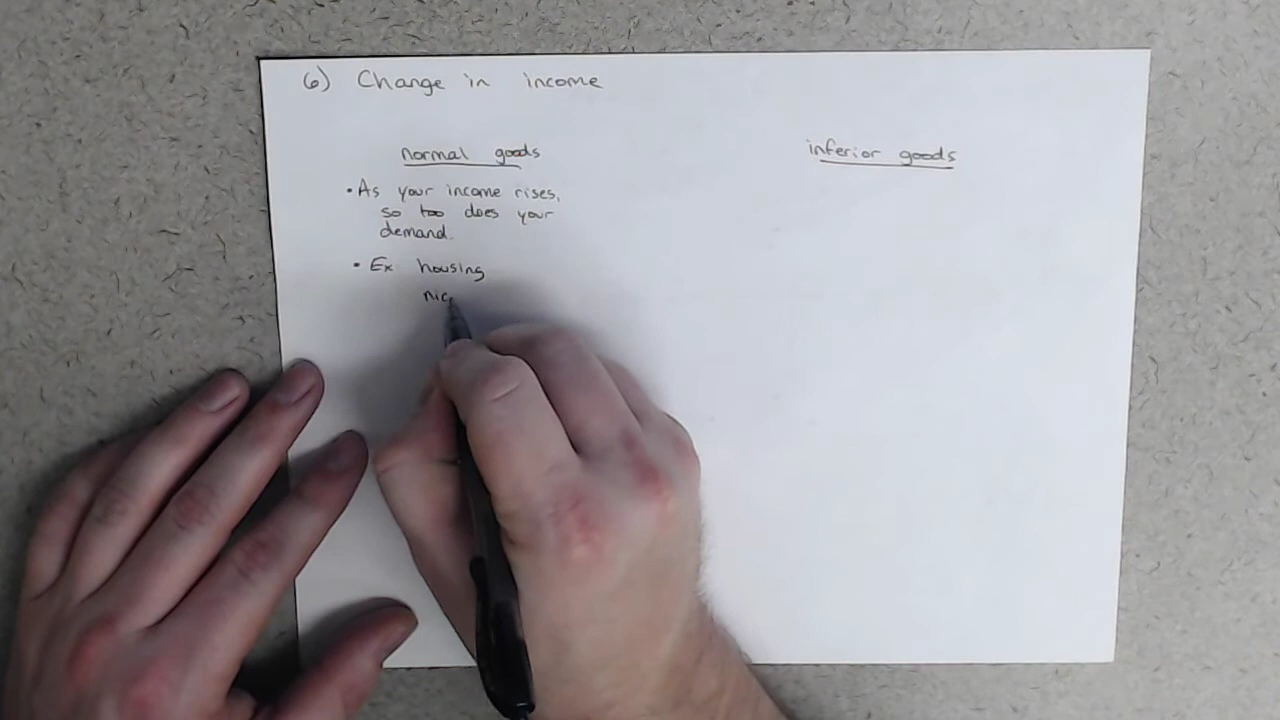 6) Change in income
normal goods
• As your income rises,
so too does your
demand.
• Ex housing
nic
inferior goods